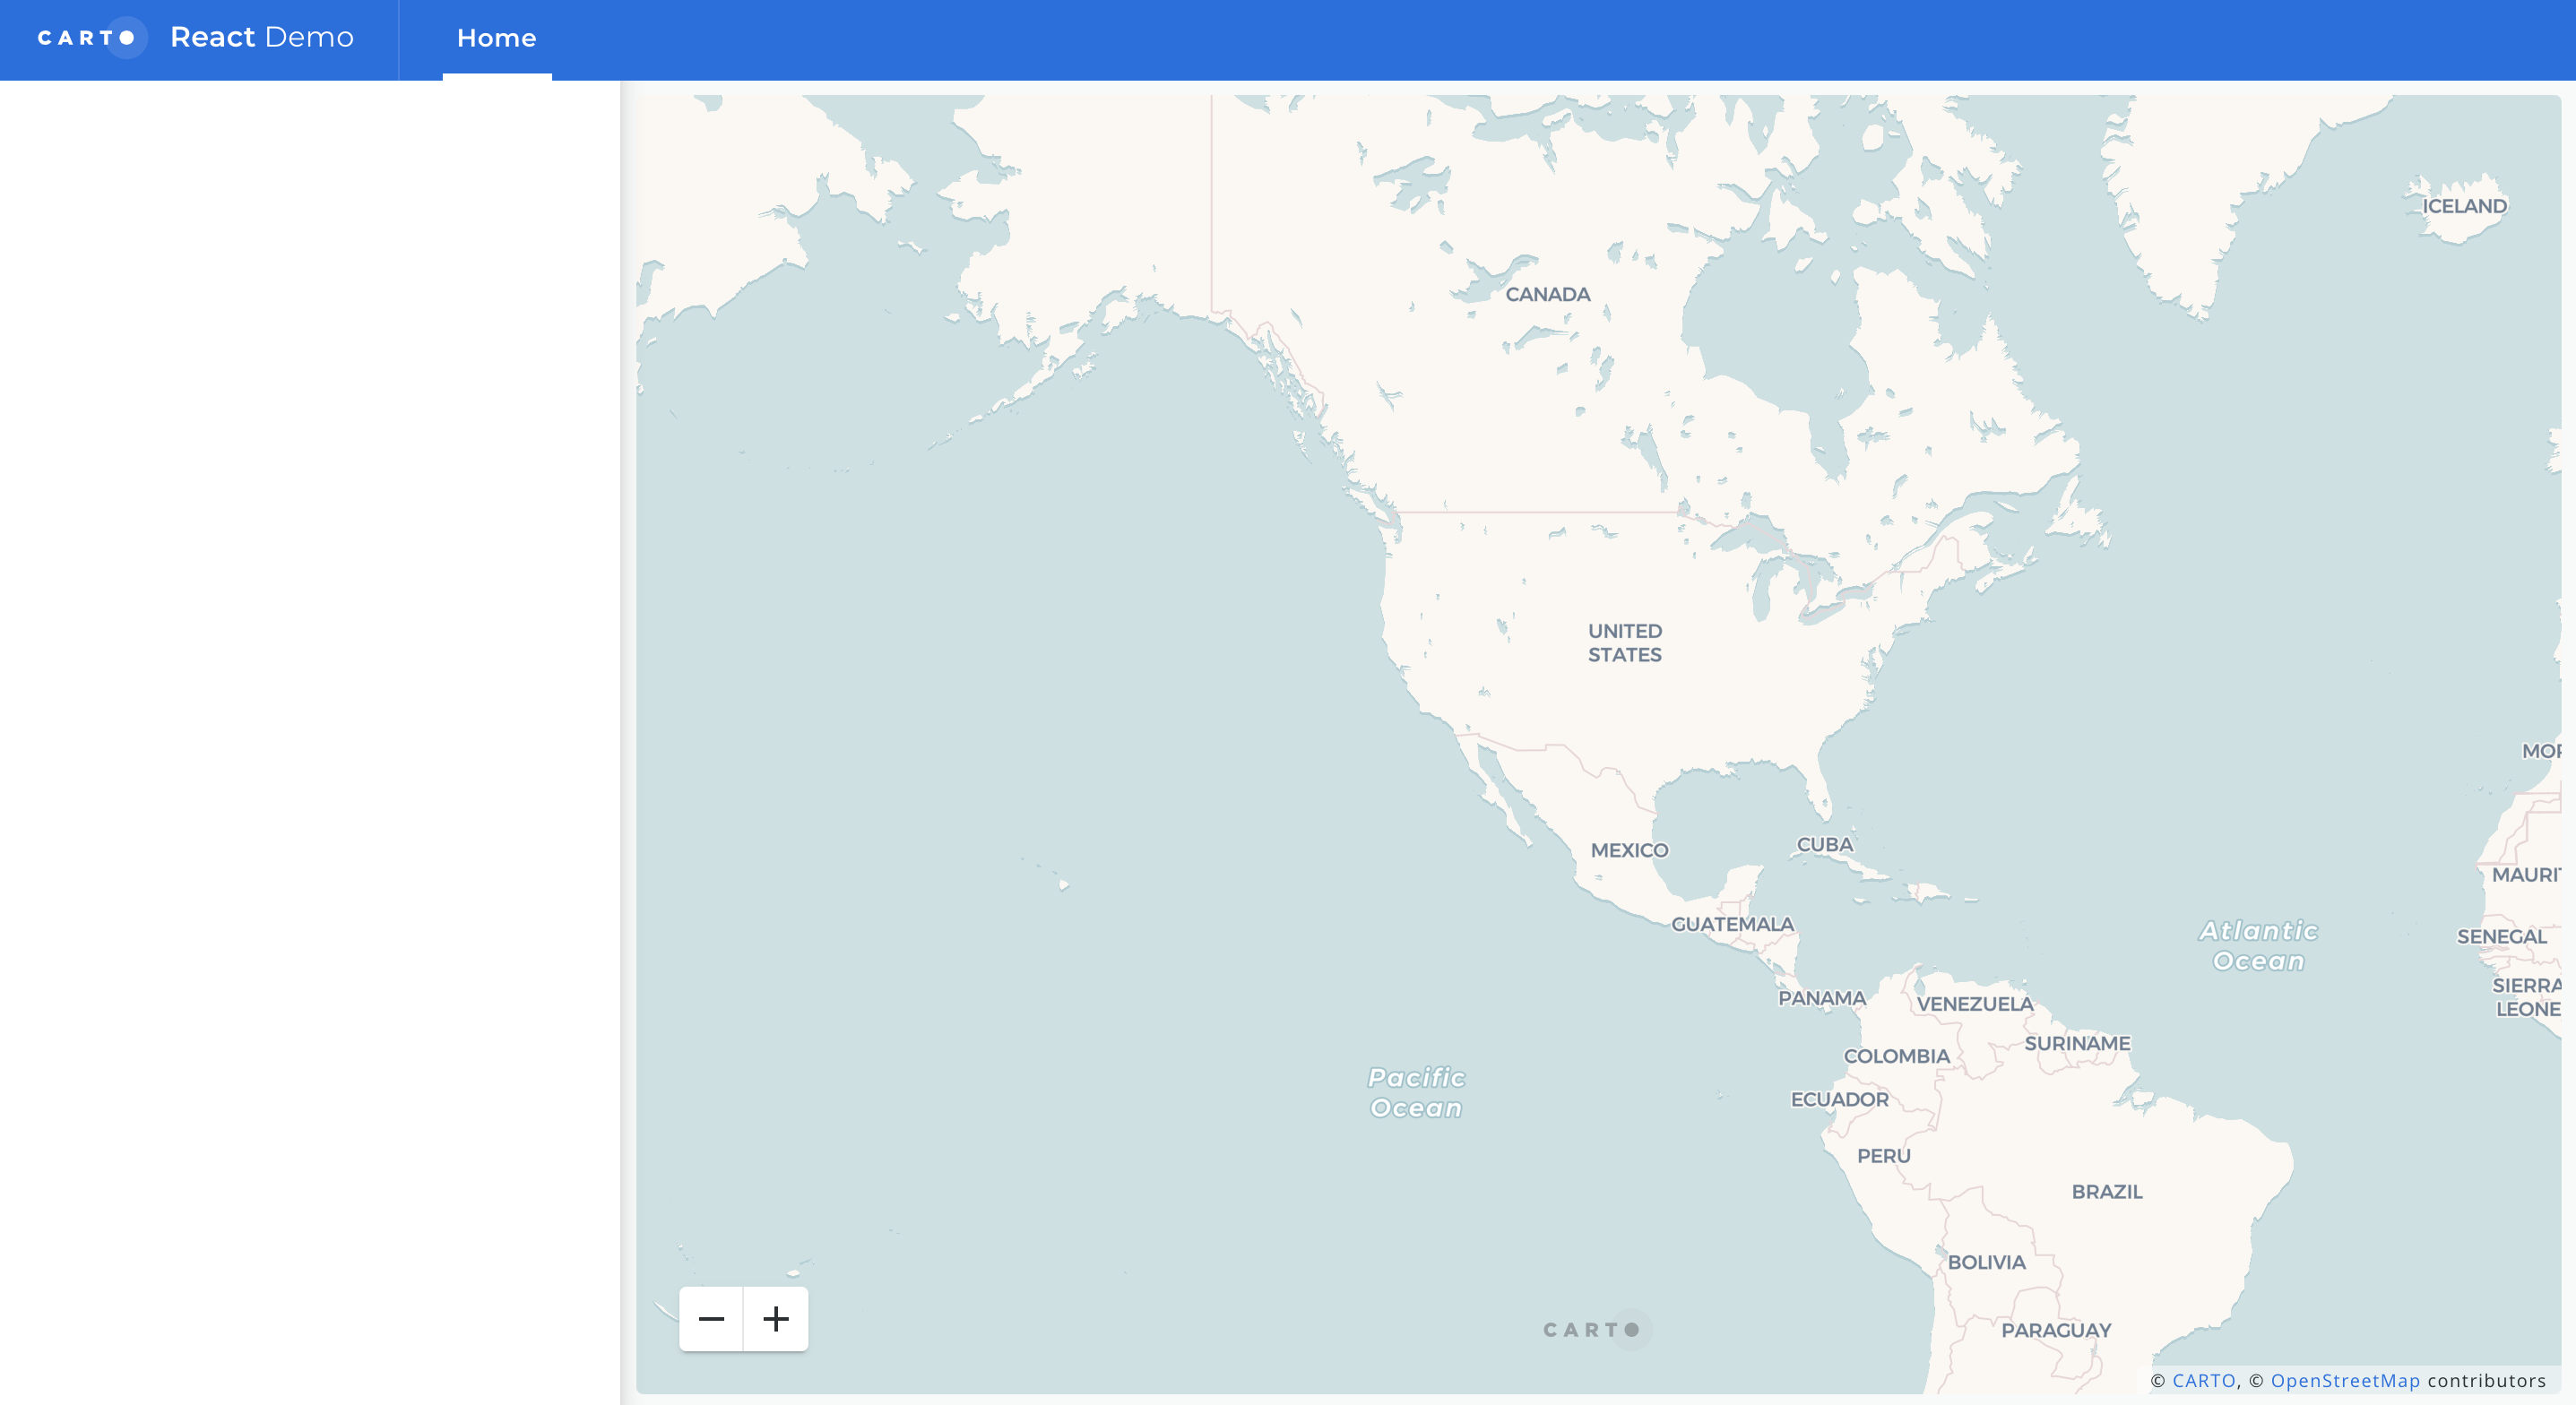 CARTO React Demo Home
ICELAND
CANADA
UNITED
STATES
MEXICO
CUBA
GUATEMALA
PANAMA
VENEZUELA
COLOMBIA
SURINAME
ECUADOR
PERU
BRAZIL
BOLIVIA
PARAGUAY
Atlantic
Ocean
Pacific
Ocean
MOR
MAURIT
SENEGAL
SIERRA
LEONE
− +
CARTO
© CARTO, © OpenStreetMap contributors